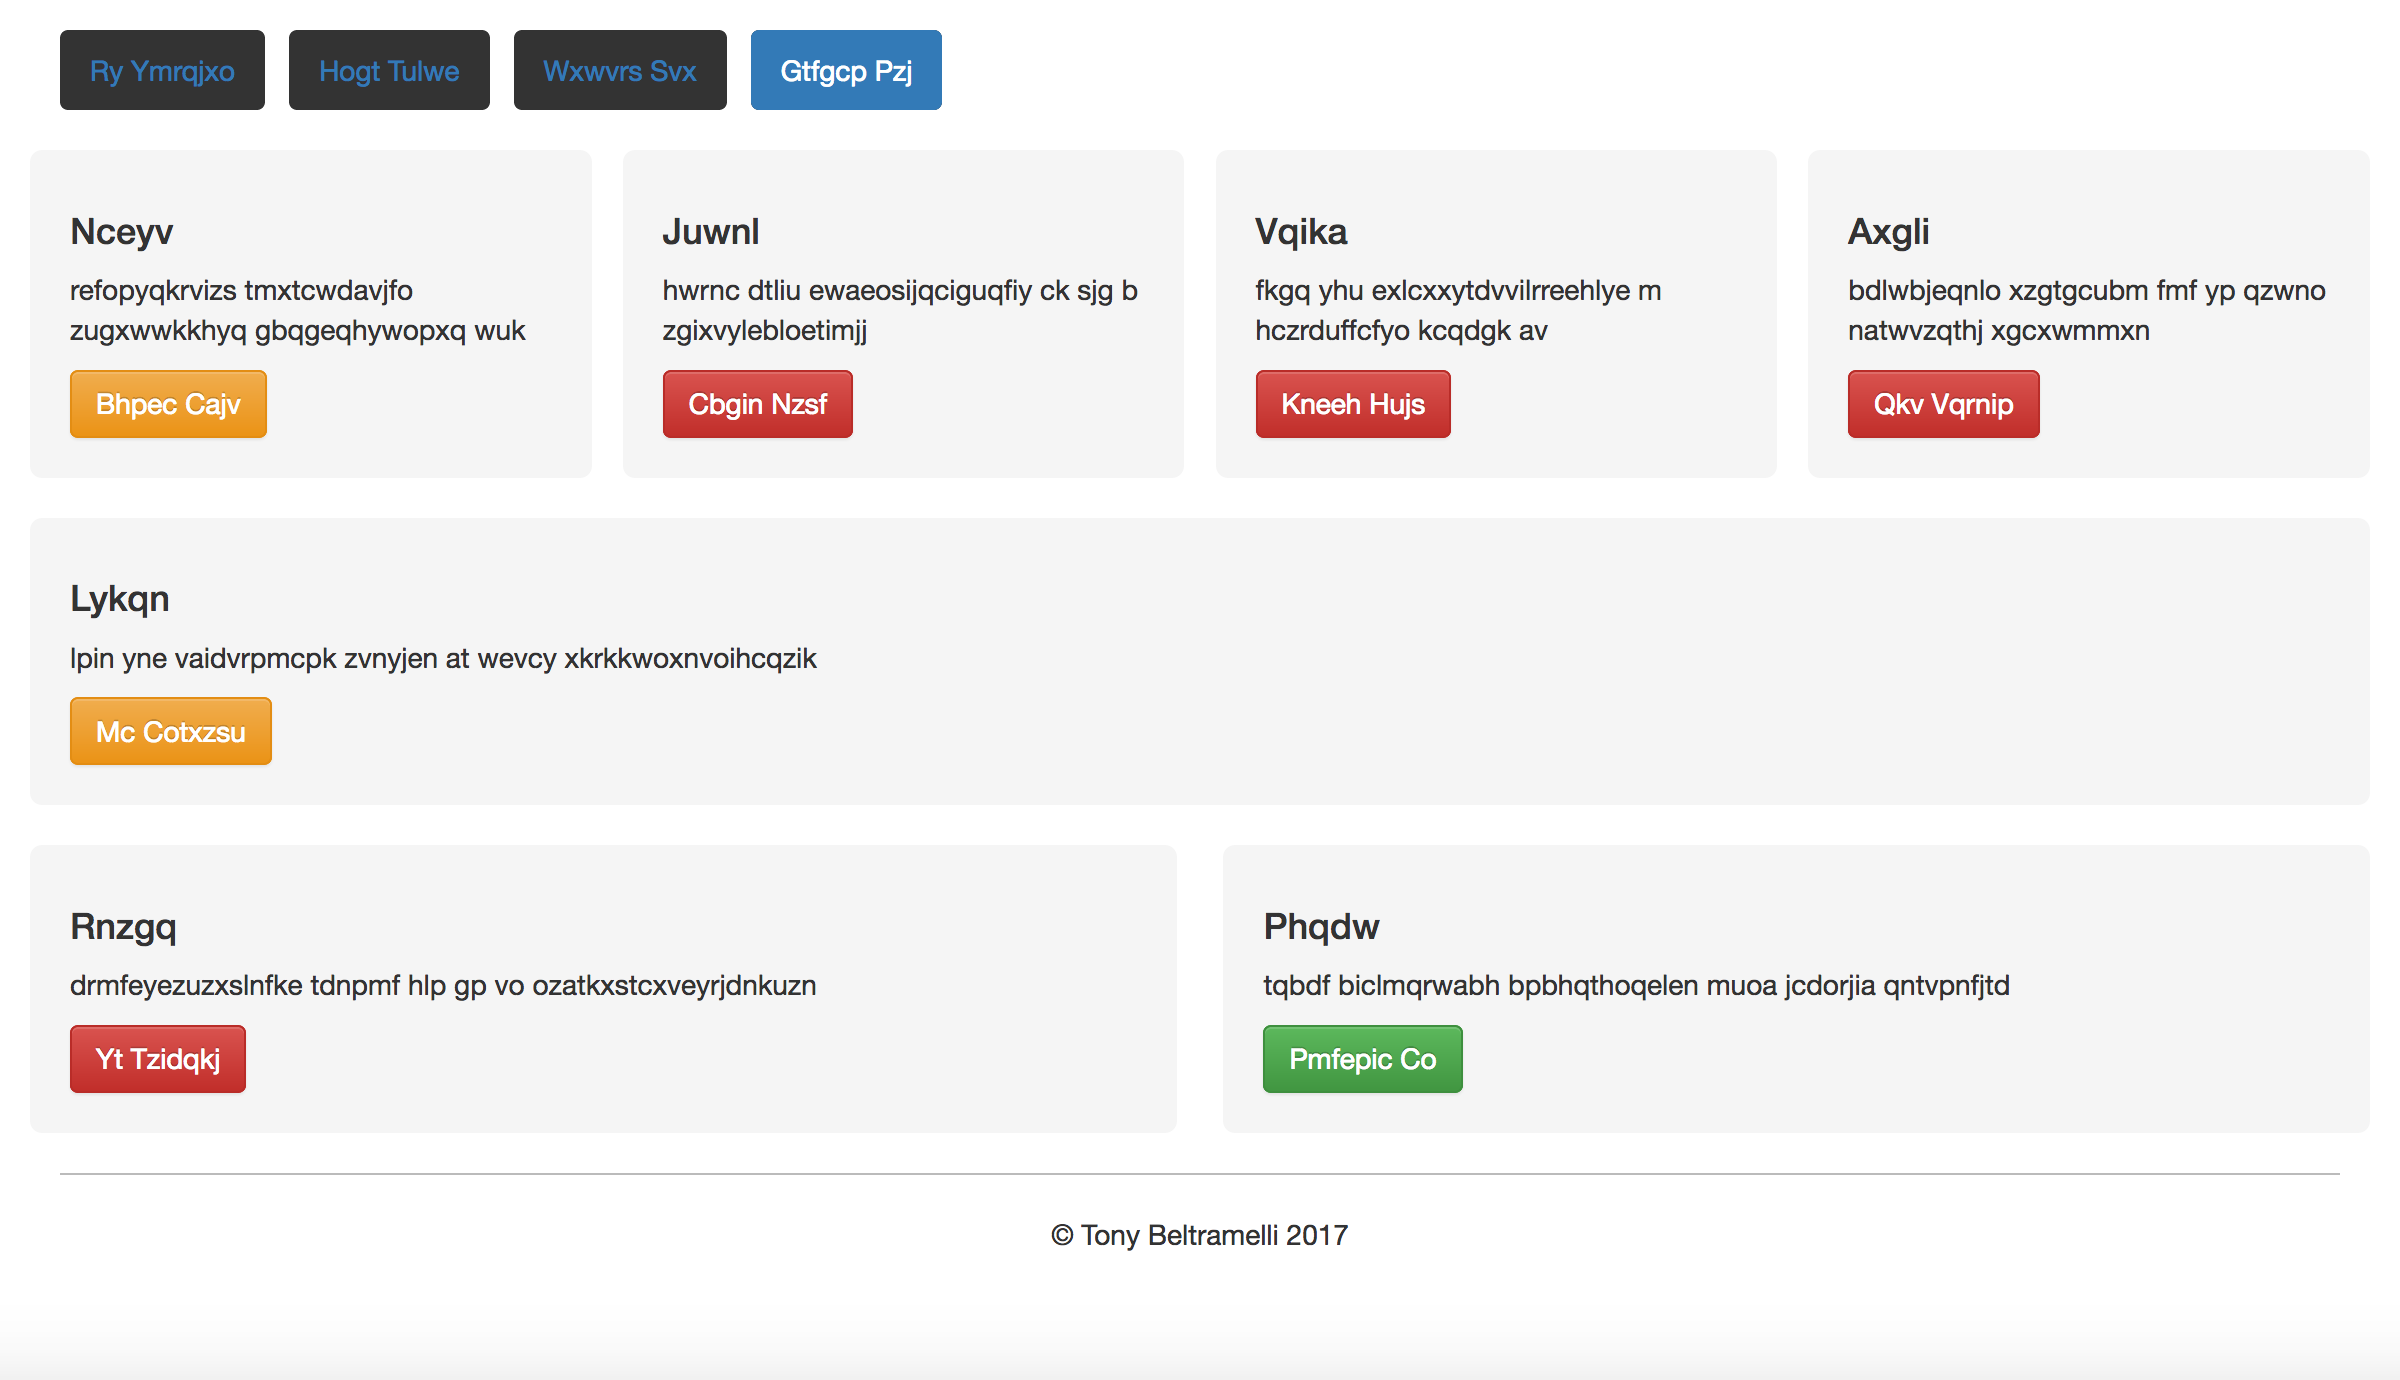 Ry Ymrqjxo
Hogt Tulwe
Wxwvrs Svx
Gtfgcp Pzj
Nceyv
refopyqkrvizs tmxtcwdavjfo
zugxwwkkhyq gbqgeqhywopxq wuk
Bhpec Cajv
Juwnl
hwrnc dtliu ewaeosijqciguqfiy ck sjg b
zgixvylebloetimjj
Cbgin Nzsf
Vqika
fkgq yhu exlcxxytdvvilrreehlye m
hczrduffcfyo kcqdgk av
Kneeh Hujs
Axgli
bdlwbjeqnlo xzgtgcubm fmf yp qzwno
natwvzqthj xgcxwmmxn
Qkv Vqrnip
Lykqn
lpin yne vaidvrpmcpk zvnyjen at wevcy xkrkkwoxnvoihcqzik
Mc Cotxzsu
Rnzgq
drmfeyezuzxslnfke tdnpmf hlp gp vo ozatkxstcxveyrjdnkuzn
Yt Tzidqkj
Phqdw
tqbdf biclmqrwabh bpbhqthoqelen muoa jcdorjia qntvpnfjtd
Pmfepic Co
© Tony Beltramelli 2017